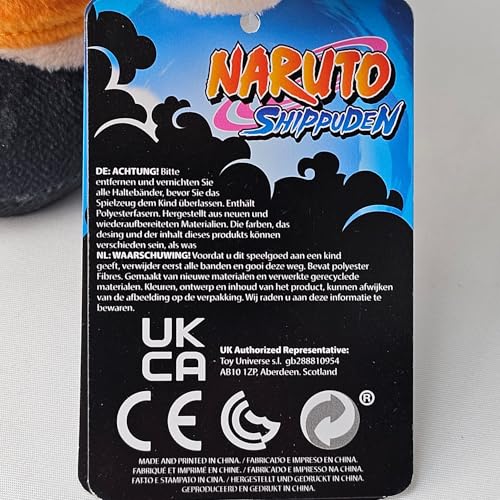 NARUTO
SHIPPUDEN
DE: ACHTUNG! Bitte
entfernen und vernichten Sie
alle Haltebänder, bevor Sie das
Spielzeug dem Kind überlassen. Enthält
Polyesterfasern. Hergestellt aus neuen und
wiederaufbereiteten Materialien. Die farben, das
desing und der inhalt dieses produkts können
verschieden sein, als was
NL: WAARSCHUWING! Voordat u dit speelgoed aan een kind
geeft, verwijder eerst alle banden en gooi deze weg. Bevat polyester
Fibres. Gemaakt van nieuwe materialen en verwerkte gerecyclede
materialen. Kleuren, ontwerp en inhoud van het product, kunnen afwijken
van de afbeelding op de verpakking. Wij raden u aan deze informatie te
bewaren.
UK
CA
UK Authorized Representative:
Toy Universe s.l. gb288810954
AB10 1ZP, Aberdeen. Scotland
CE
®
MADE AND PRINTED IN CHINA. / FABRICADO E IMPRESO EN CHINA.
FABRIQUÉ ET IMPRIMÉ EN CHINE. / FABRICADO E IMPRESSO NA CHINA.
FATTO E STAMPATO IN CINA. / HERGESTELLT UND GEDRUCKT IN CHINA.
GEPRODUCEERD EN GEDRUKT IN CHINA.